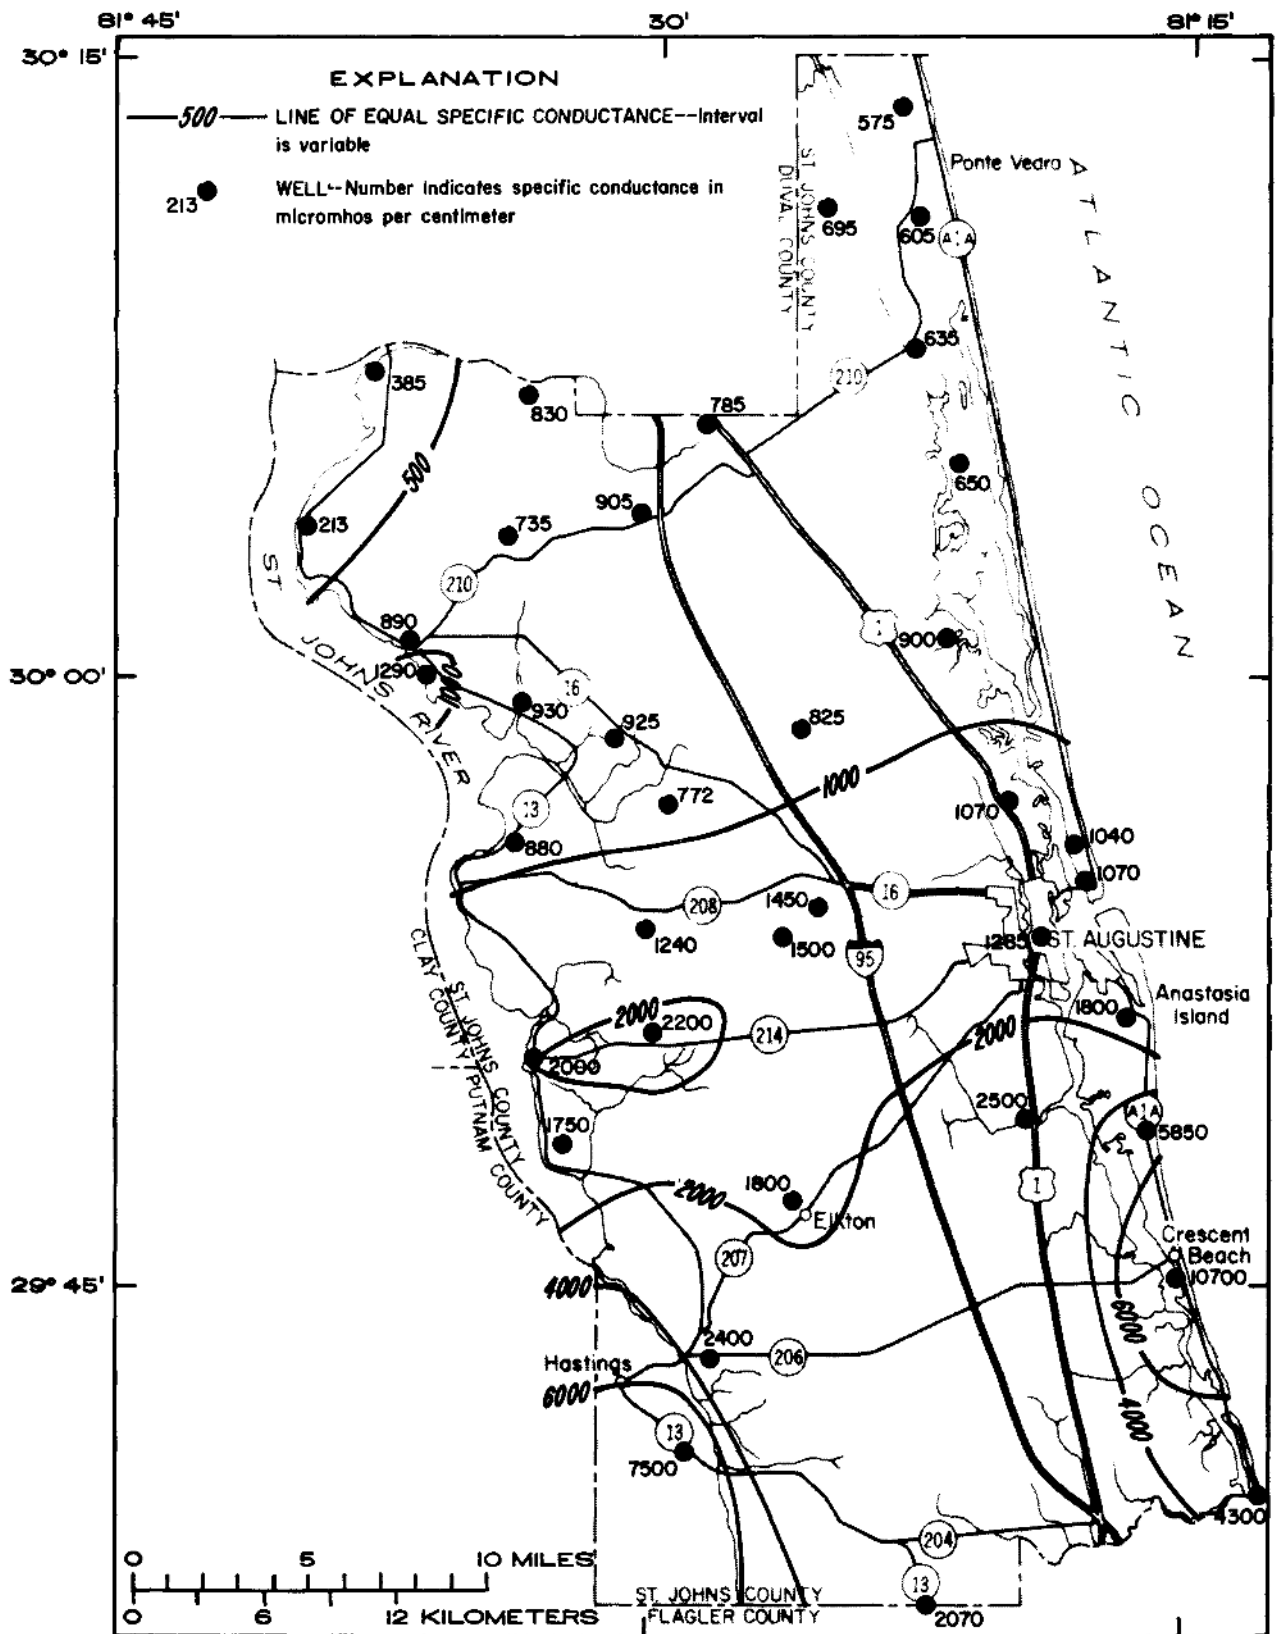 81° 45' 30' 81° 15'
30° 15'
EXPLANATION
500 LINE OF EQUAL SPECIFIC CONDUCTANCE--Interval
is variable
213 WELL--Number indicates specific conductance in
micromhos per centimeter
575
Ponte Vedra
ATLANTIC OCEAN
ST. JOHNS COUNTY
DUVAL COUNTY
695
605
A1A
635
210
385
830
785
500
650
905
213
735
210
ST JOHNS RIVER
1
890
900
30° 00'
1290
1000
16
930
925
825
1000
772
1070
13
880
1040
1070
1450
16
208
1240
1500
1285
ST. AUGUSTINE
95
CLAY COUNTY
ST. JOHNS COUNTY
PUTNAM COUNTY
Anastasia
Island
2000
2200
1800
214
2000
2000
2500
A1A
5850
1750
1800
2000
1
Elkton
207
Crescent
Beach
29° 45'
4000
10700
6000
2400
206
Hastings
6000
4000
13
7500
4300
204
0 5 10 MILES
13
ST. JOHNS COUNTY
0 6 12 KILOMETERS
FLAGLER COUNTY
2070